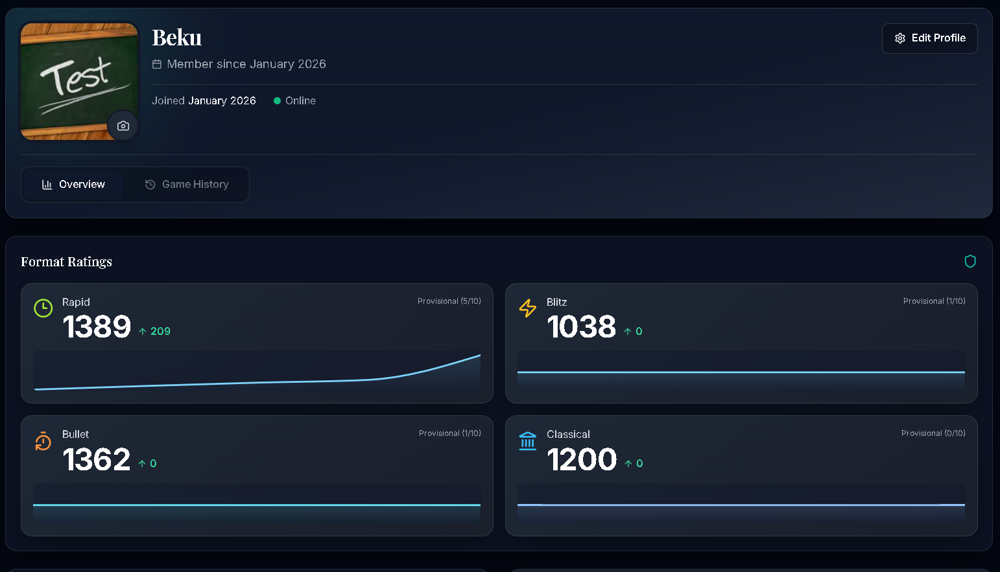 Test
Beku
Edit Profile
Member since January 2026
Joined January 2026 Online
Overview Game History
Format Ratings
Rapid
Provisional (5/10)
1389 ↑ 209
Blitz
Provisional (1/10)
1038 ↑ 0
Bullet
Provisional (1/10)
1362 ↑ 0
Classical
Provisional (0/10)
1200 ↑ 0